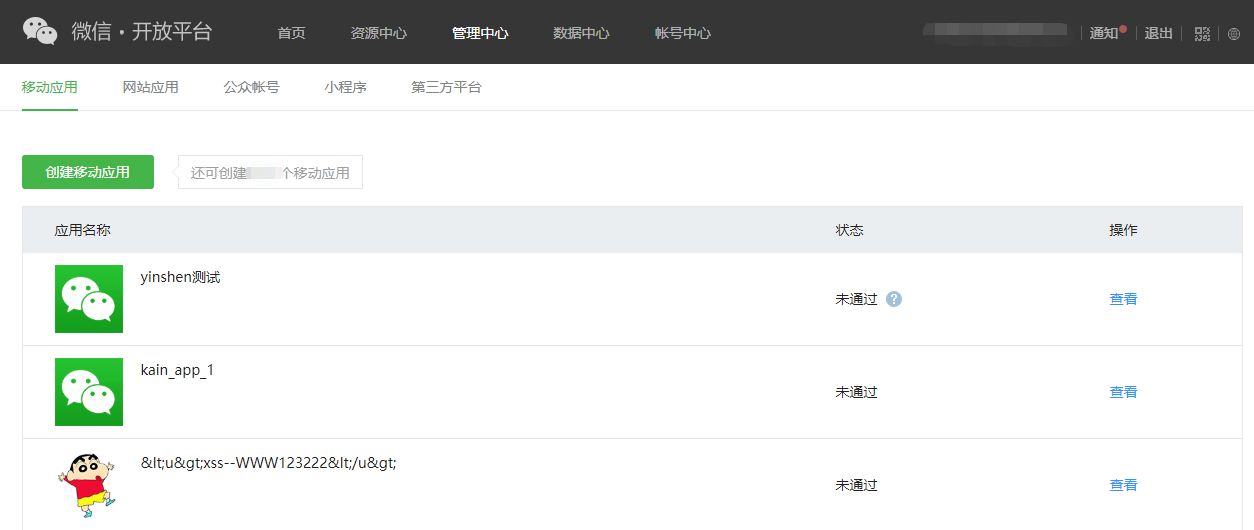 微信·开放平台 首页 资源中心 管理中心 数据中心 帐号中心 通知 退出
移动应用 网站应用 公众帐号 小程序 第三方平台
创建移动应用 还可创建 个移动应用
应用名称 状态 操作
yinshen测试 未通过 ? 查看
kain_app_1 未通过 查看
&lt;u&gt;xss--WWW123222&lt;/u&gt; 未通过 查看